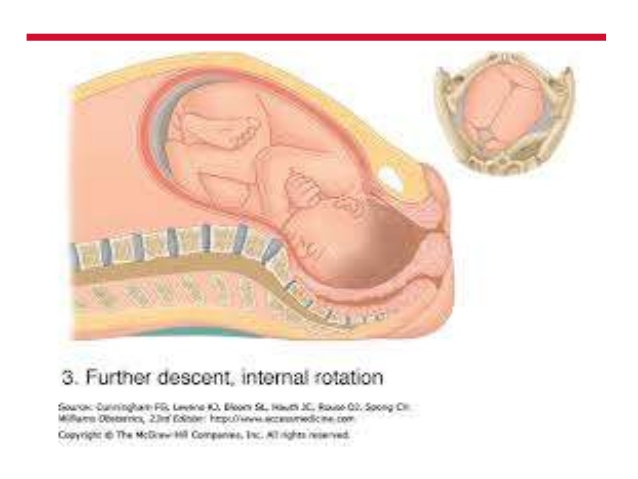 3. Further descent, internal rotation
Source: Cunningham FG, Leveno KJ, Bloom SL, Hauth JC, Rouse DJ, Spong CY:
Williams Obstetrics, 23rd Edition: http://www.accessmedicine.com
Copyright © The McGraw-Hill Companies, Inc. All rights reserved.